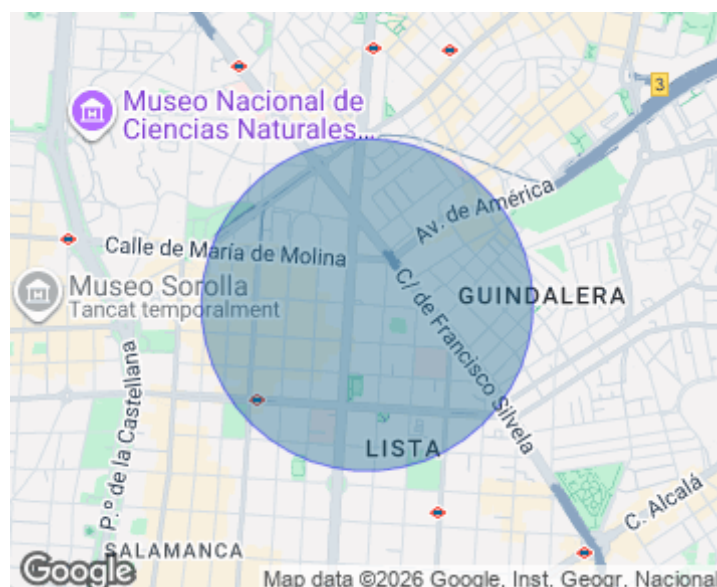 3
Museo Nacional de
Ciencias Naturales...
Av. de América
Calle de María de Molina
Museo Sorolla
Tancat temporalment
GUINDALERA
C/ de Francisco Silvela
P.º de la Castellana
LISTA
C. Alcalá
SALAMANCA
Google
Map data ©2026 Google, Inst. Geogr. Nacional